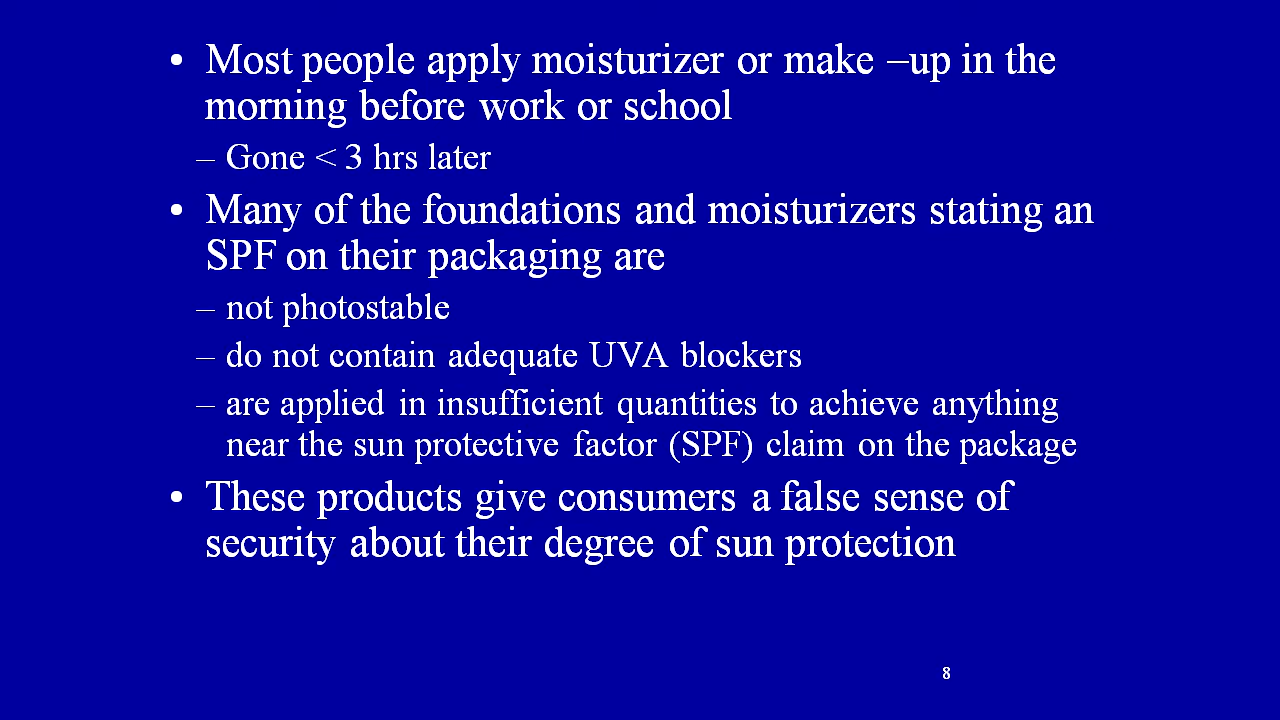 • Most people apply moisturizer or make –up in the
morning before work or school
– Gone < 3 hrs later
• Many of the foundations and moisturizers stating an
SPF on their packaging are
– not photostable
– do not contain adequate UVA blockers
– are applied in insufficient quantities to achieve anything
near the sun protective factor (SPF) claim on the package
• These products give consumers a false sense of
security about their degree of sun protection
8